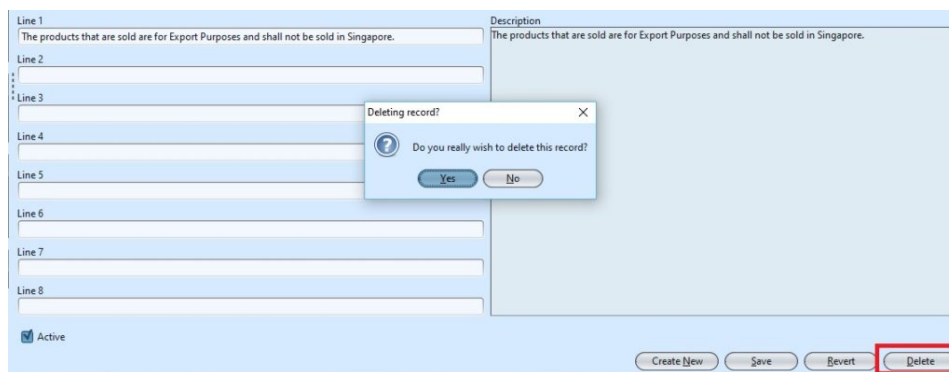 Line 1
The products that are sold are for Export Purposes and shall not be sold in Singapore.
Line 2
Line 3
Line 4
Line 5
Line 6
Line 7
Line 8
Active
Description
The products that are sold are for Export Purposes and shall not be sold in Singapore.
Deleting record?
Do you really wish to delete this record?
Yes No
Create New Save Revert Delete